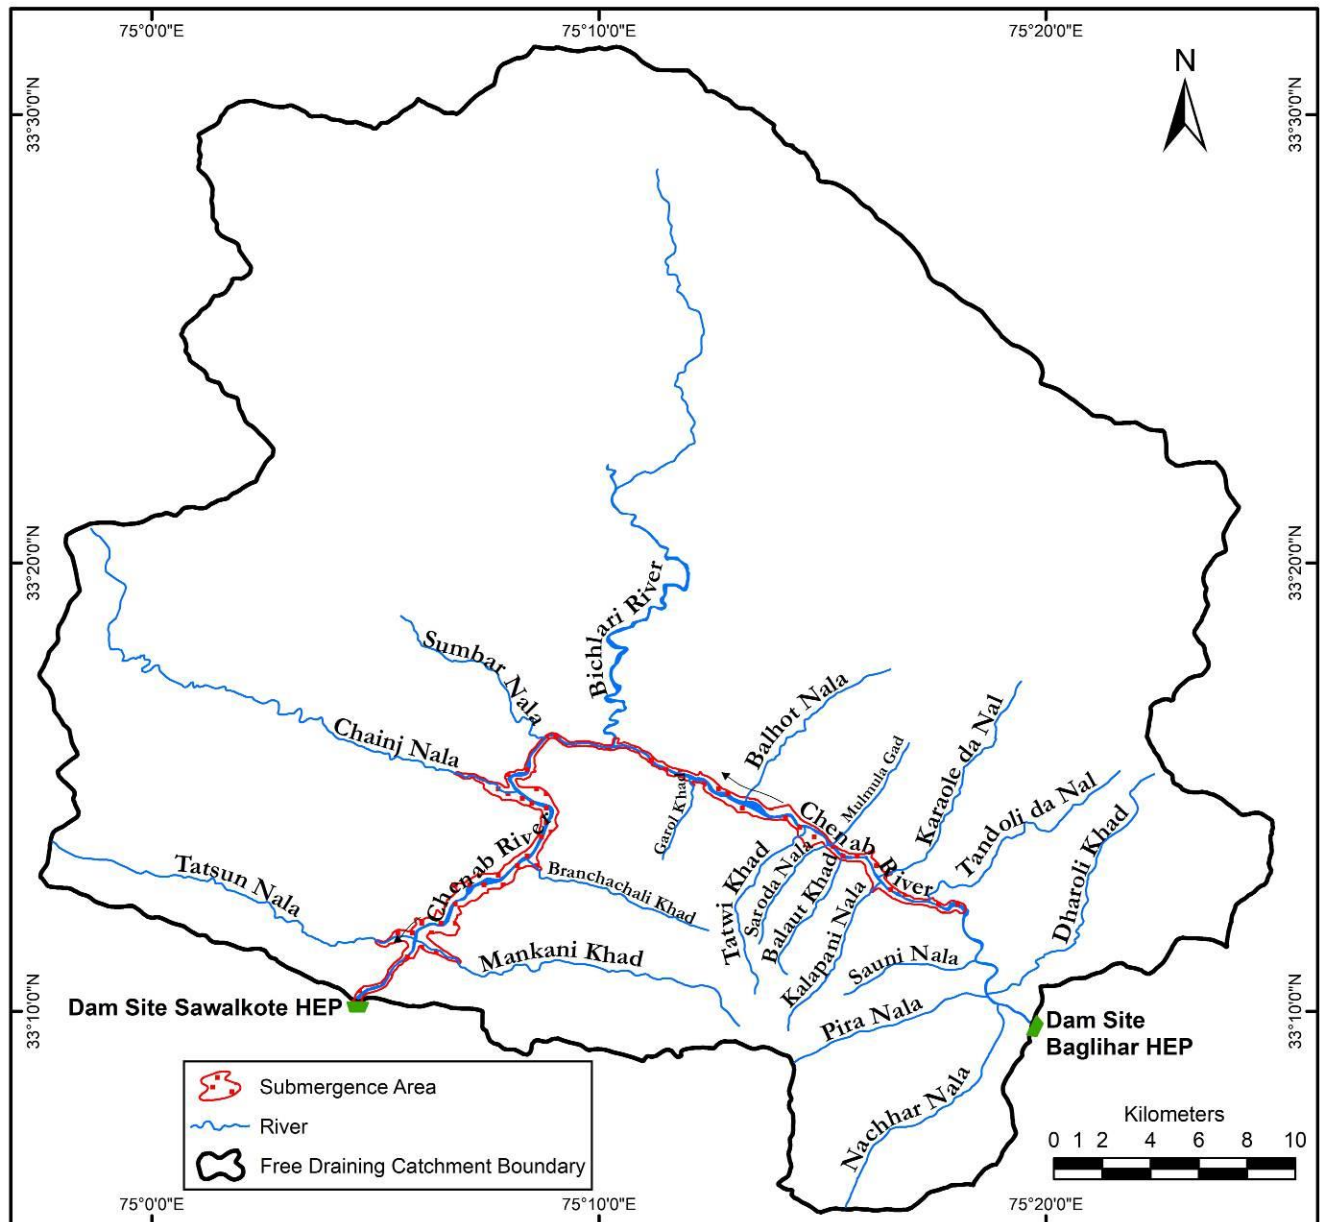 75°0'0"E
75°10'0"E
75°20'0"E
N
33°30'0"N
33°30'0"N
33°20'0"N
33°20'0"N
Bichlari River
Sumbar Nala
Chainj Nala
Balhot Nala
Mulmula Gad
Karaole da Nal
Tandoli da Nal
Dharoli Khad
Garol Khad
Chenab River
Chenab River
Tatsun Nala
Branchachali Khad
Tatwi Khad
Saroda Nala
Balaut Khad
Kalapani Nala
Mankani Khad
Sauni Nala
Pira Nala
Nachhar Nala
33°10'0"N
33°10'0"N
Dam Site Sawalkote HEP
Dam Site
Baglihar HEP
Submergence Area
River
Free Draining Catchment Boundary
Kilometers
0 1 2 4 6 8 10
75°0'0"E
75°10'0"E
75°20'0"E